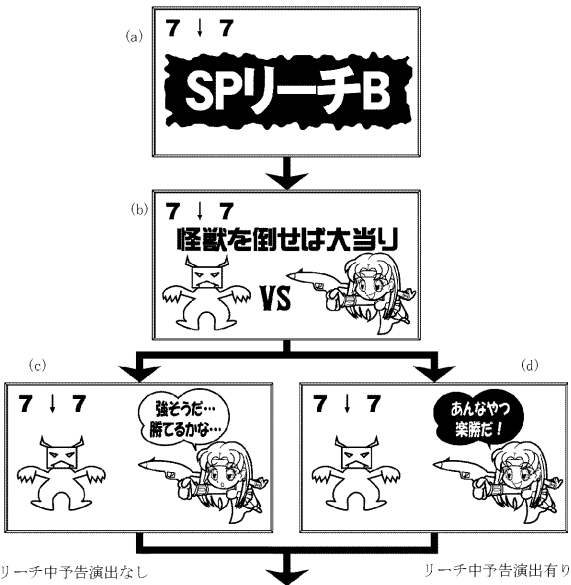 (a)
7 ↓ 7
SPリーチB
(b)
7 ↓ 7
怪獣を倒せば大当り
VS
(c)
7 ↓ 7
強そうだ…
勝てるかな…
(d)
7 ↓ 7
あんなやつ
楽勝だ！
リーチ中予告演出なし
リーチ中予告演出有り